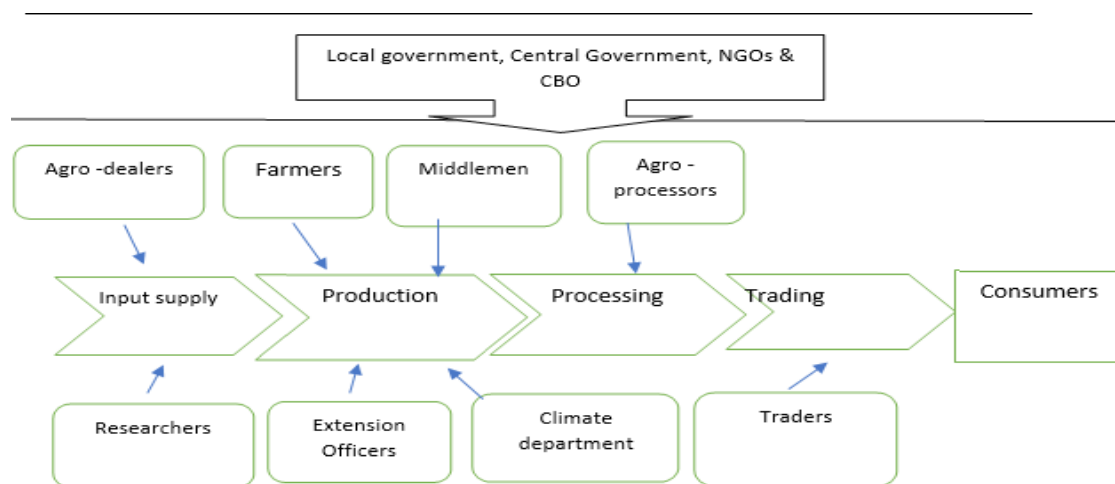 Local government, Central Government, NGOs &
CBO
Agro -dealers
Farmers
Middlemen
Agro -
processors
Input supply
Production
Processing
Trading
Consumers
Researchers
Extension
Officers
Climate
department
Traders